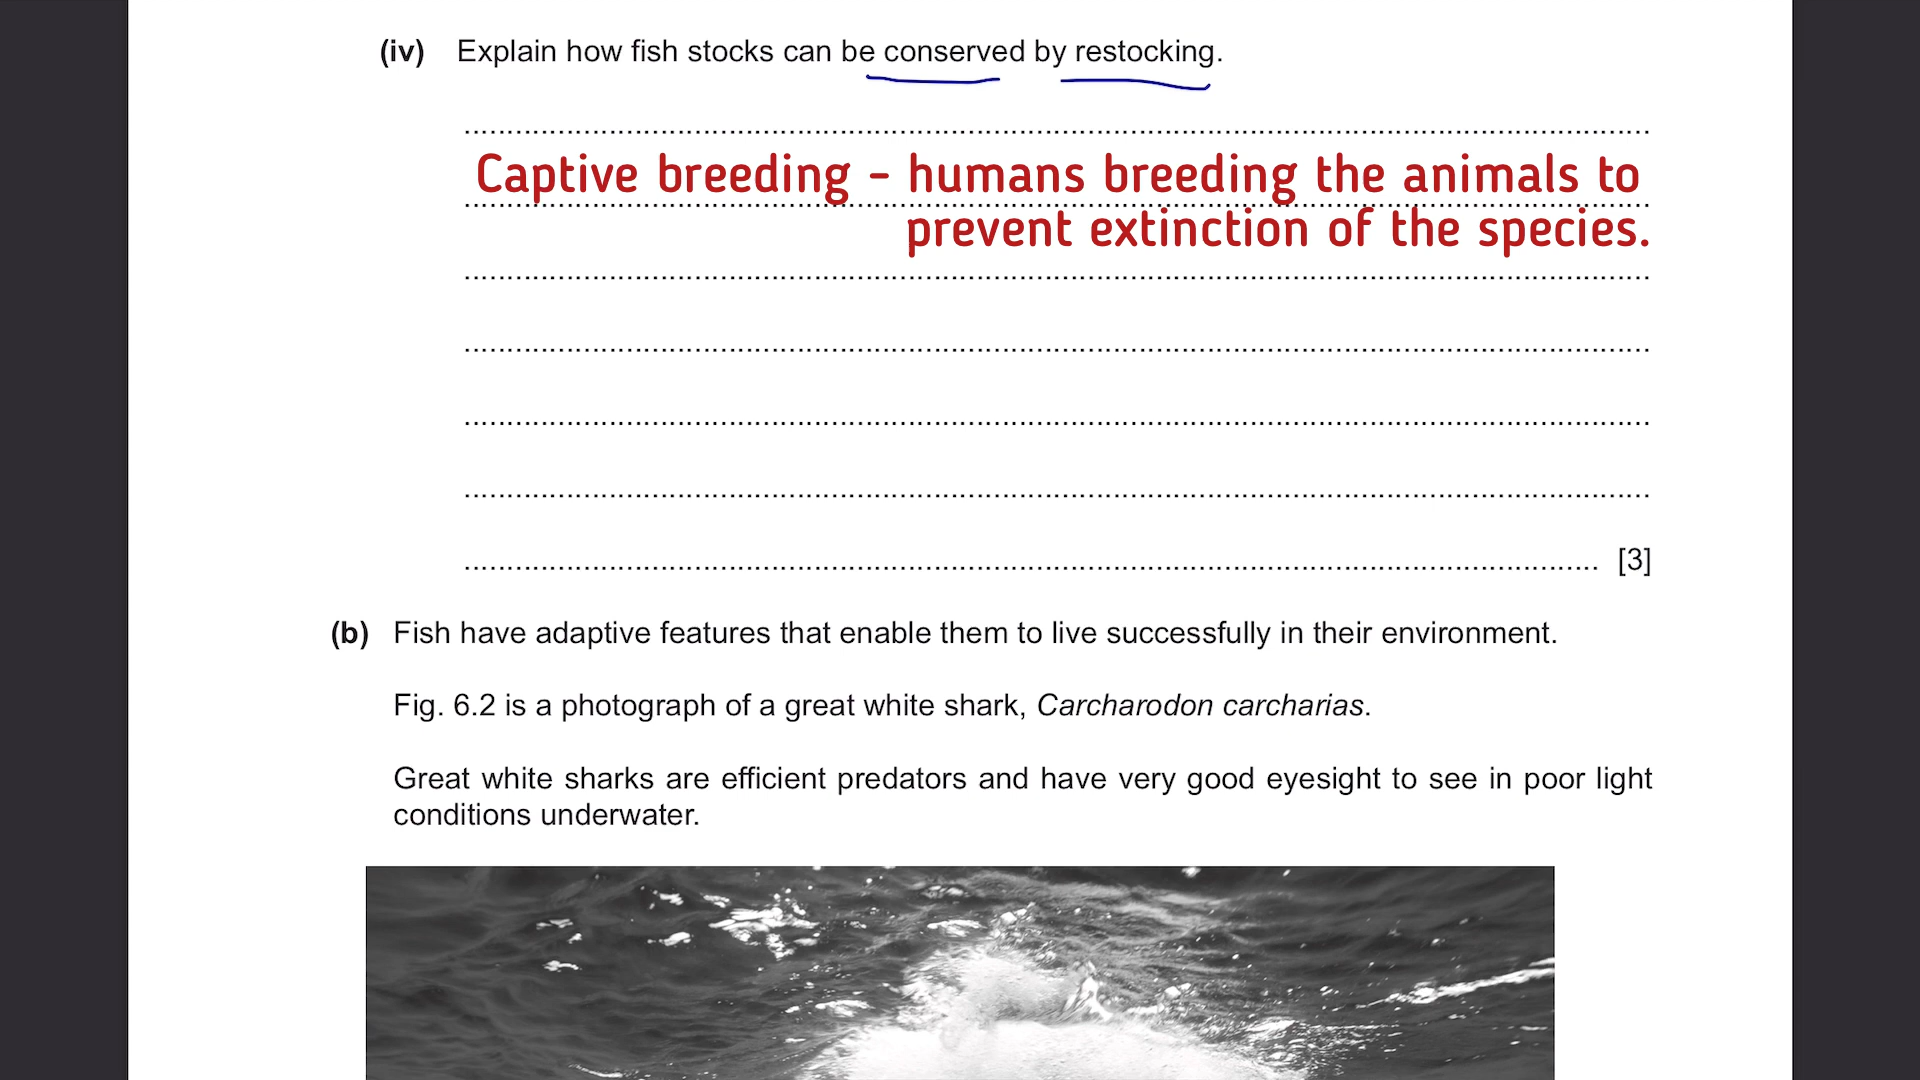 (iv) Explain how fish stocks can be conserved by restocking.
Captive breeding - humans breeding the animals to
prevent extinction of the species.
[3]
(b) Fish have adaptive features that enable them to live successfully in their environment.
Fig. 6.2 is a photograph of a great white shark, Carcharodon carcharias.
Great white sharks are efficient predators and have very good eyesight to see in poor light
conditions underwater.